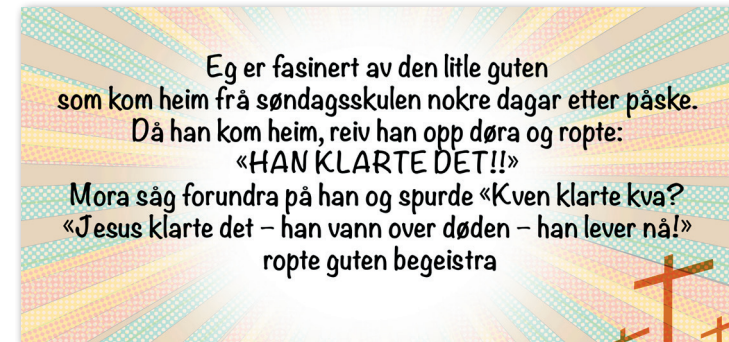 Eg er fasinert av den litle guten
som kom heim frå søndagsskulen nokre dagar etter påske.
Då han kom heim, reiv han opp døra og ropte:
«HAN KLARTE DET!!»
Mora såg forundra på han og spurde «Kven klarte kva?
«Jesus klarte det – han vann over døden – han lever nå!»
ropte guten begeistra